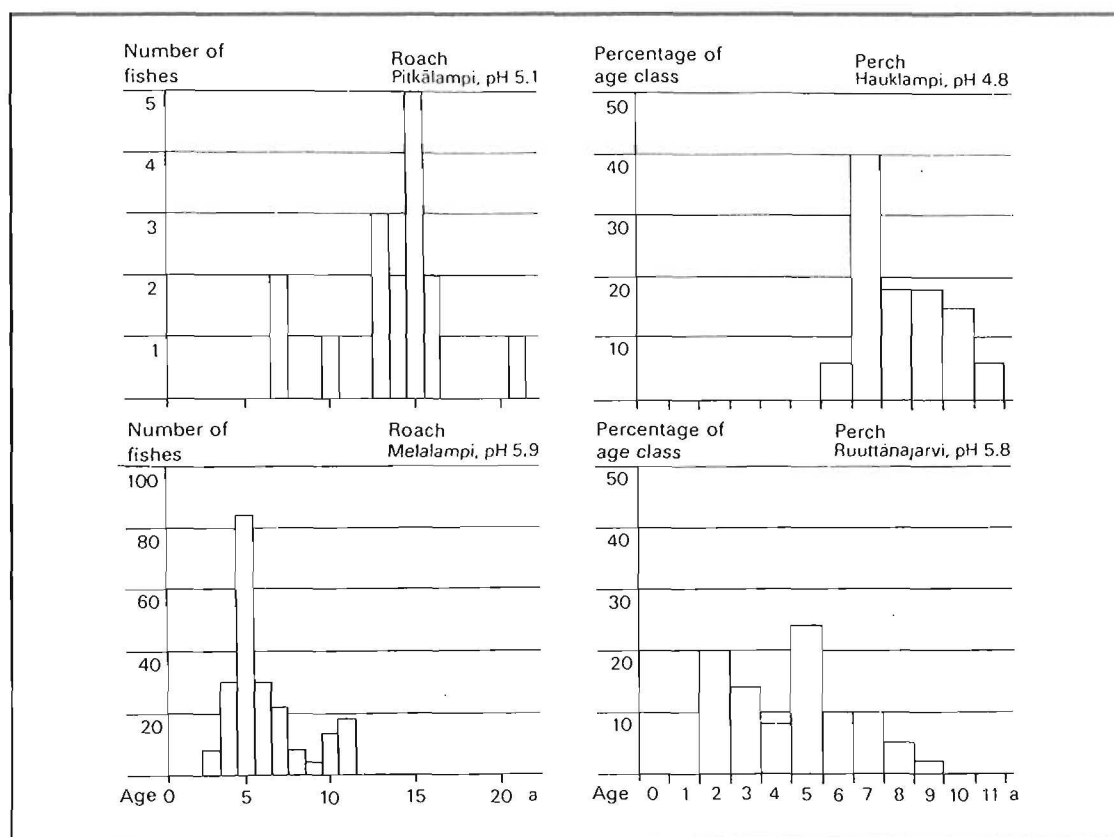 Number of
fishes
Roach
Pitkälampi, pH 5.1
5
4
3
2
1
Percentage of
age class
Perch
Hauklampi, pH 4.8
50
40
30
20
10
Number of
fishes
Roach
Melalampi, pH 5.9
100
80
60
40
20
Age 0 5 10 20 a
Percentage of
age class
Perch
Ruuttänajarvi, pH 5.8
50
40
30
20
10
Age 0 1 2 3 4 5 6 7 8 9 10 11 a